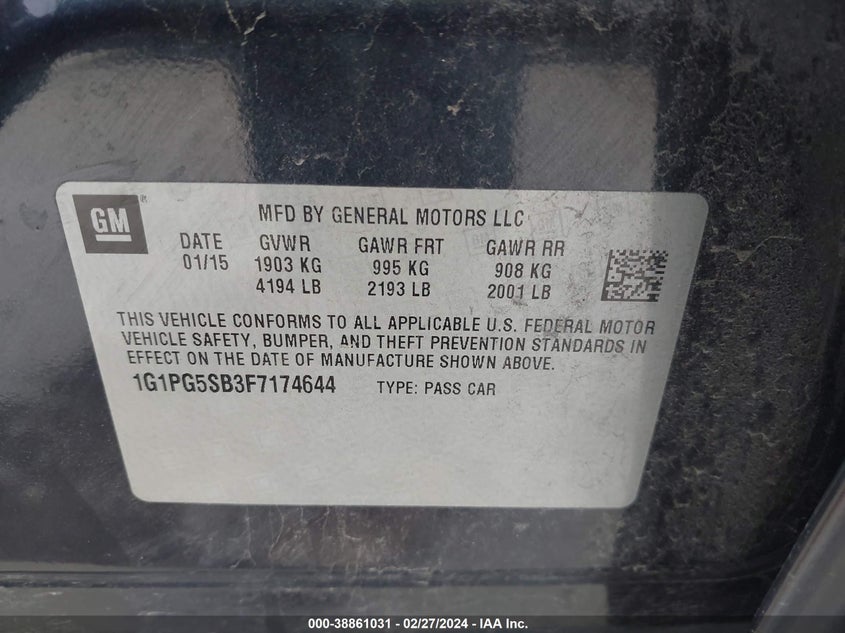 GM
MFD BY GENERAL MOTORS LLC
DATE GVWR GAWR FRT GAWR RR
01/15 1903 KG 995 KG 908 KG
4194 LB 2193 LB 2001 LB
THIS VEHICLE CONFORMS TO ALL APPLICABLE U.S. FEDERAL MOTOR
VEHICLE SAFETY, BUMPER, AND THEFT PREVENTION STANDARDS IN
EFFECT ON THE DATE OF MANUFACTURE SHOWN ABOVE.
1G1PG5SB3F7174644 TYPE: PASS CAR
000-38861031 - 02/27/2024 - IAA Inc.